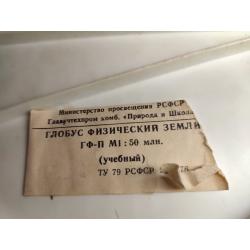 Министерство просвещения РСФСР
Главучтехпром комб. «Природа и Школа
ГЛОБУС ФИЗИЧЕСКИЙ ЗЕМЛИ
ГФ-П М1:50 млн.
(учебный)
ТУ 79 РСФСР